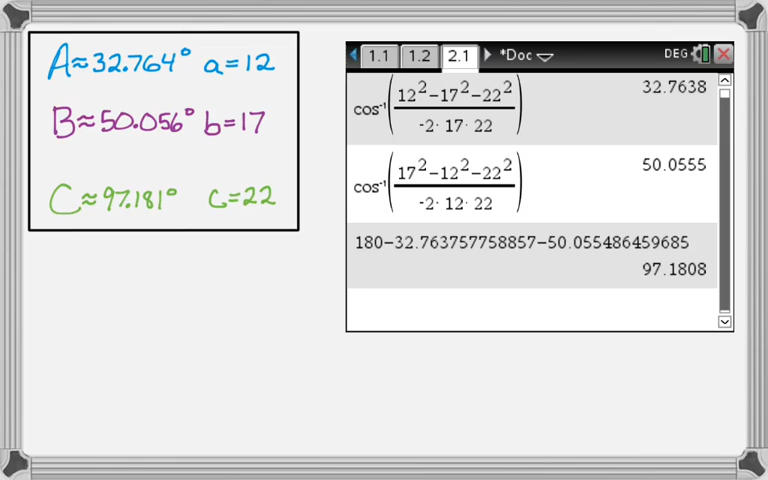 A≈32.764° a=12
B≈50.056° b=17
C≈97.181° c=22
1.1 1.2 2.1 *Doc DEG
cos⁻¹((12²−17²−22²)/(-2·17·22)) 32.7638
cos⁻¹((17²−12²−22²)/(-2·12·22)) 50.0555
180−32.763757758857−50.055486459685
97.1808